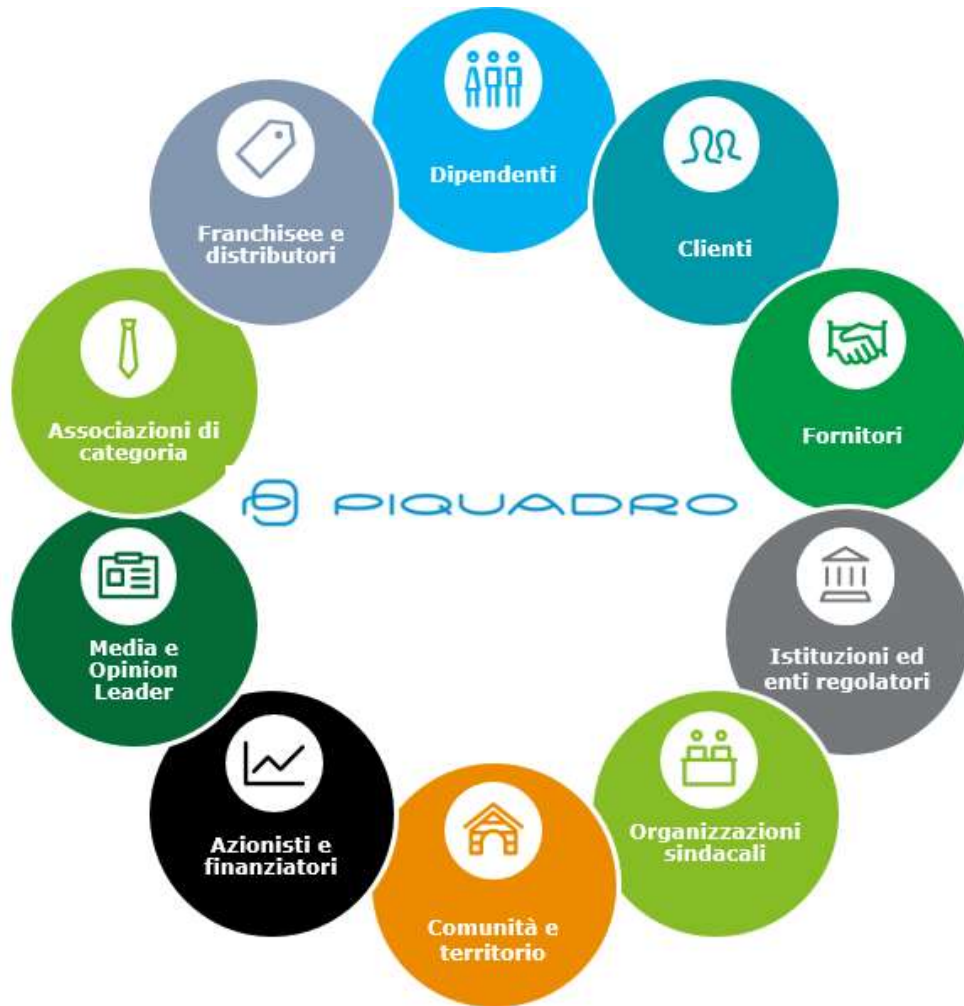 Dipendenti
Clienti
Fornitori
Istituzioni ed
enti regolatori
Organizzazioni
sindacali
Comunità e
territorio
Azionisti e
finanziatori
Media e
Opinion
Leader
Associazioni di
categoria
Franchisee e
distributori
PIQUADRO